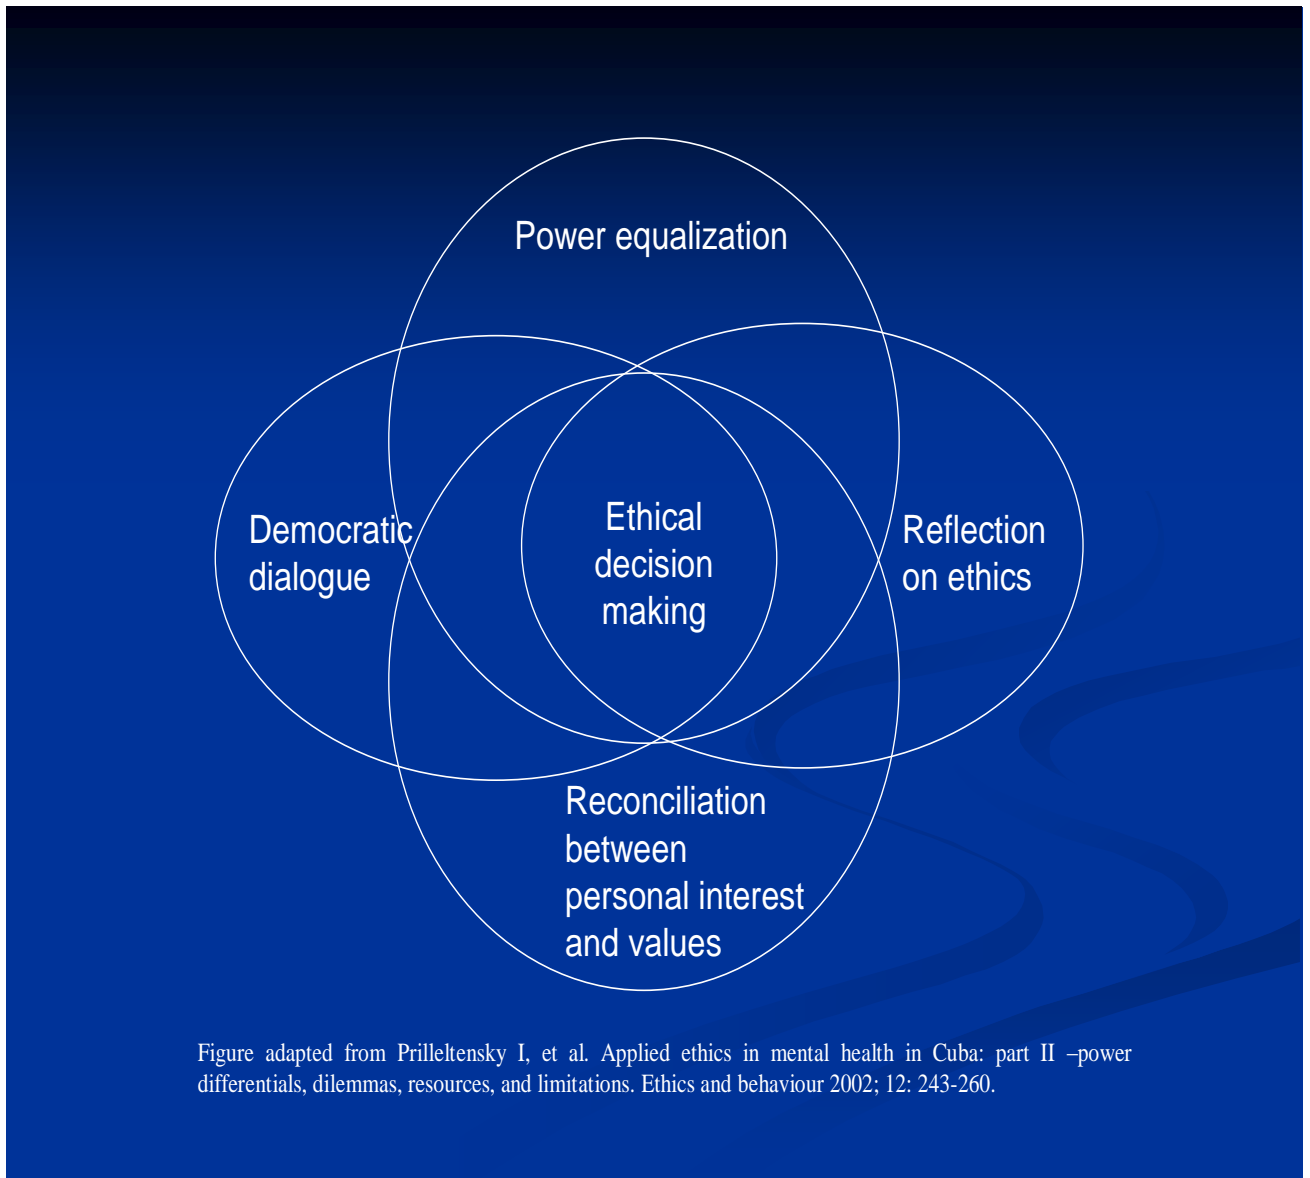 Power equalization
Democratic
dialogue
Ethical
decision
making
Reflection
on ethics
Reconciliation
between
personal interest
and values
Figure adapted from Prilleltensky I, et al. Applied ethics in mental health in Cuba: part II –power
differentials, dilemmas, resources, and limitations. Ethics and behaviour 2002; 12: 243-260.